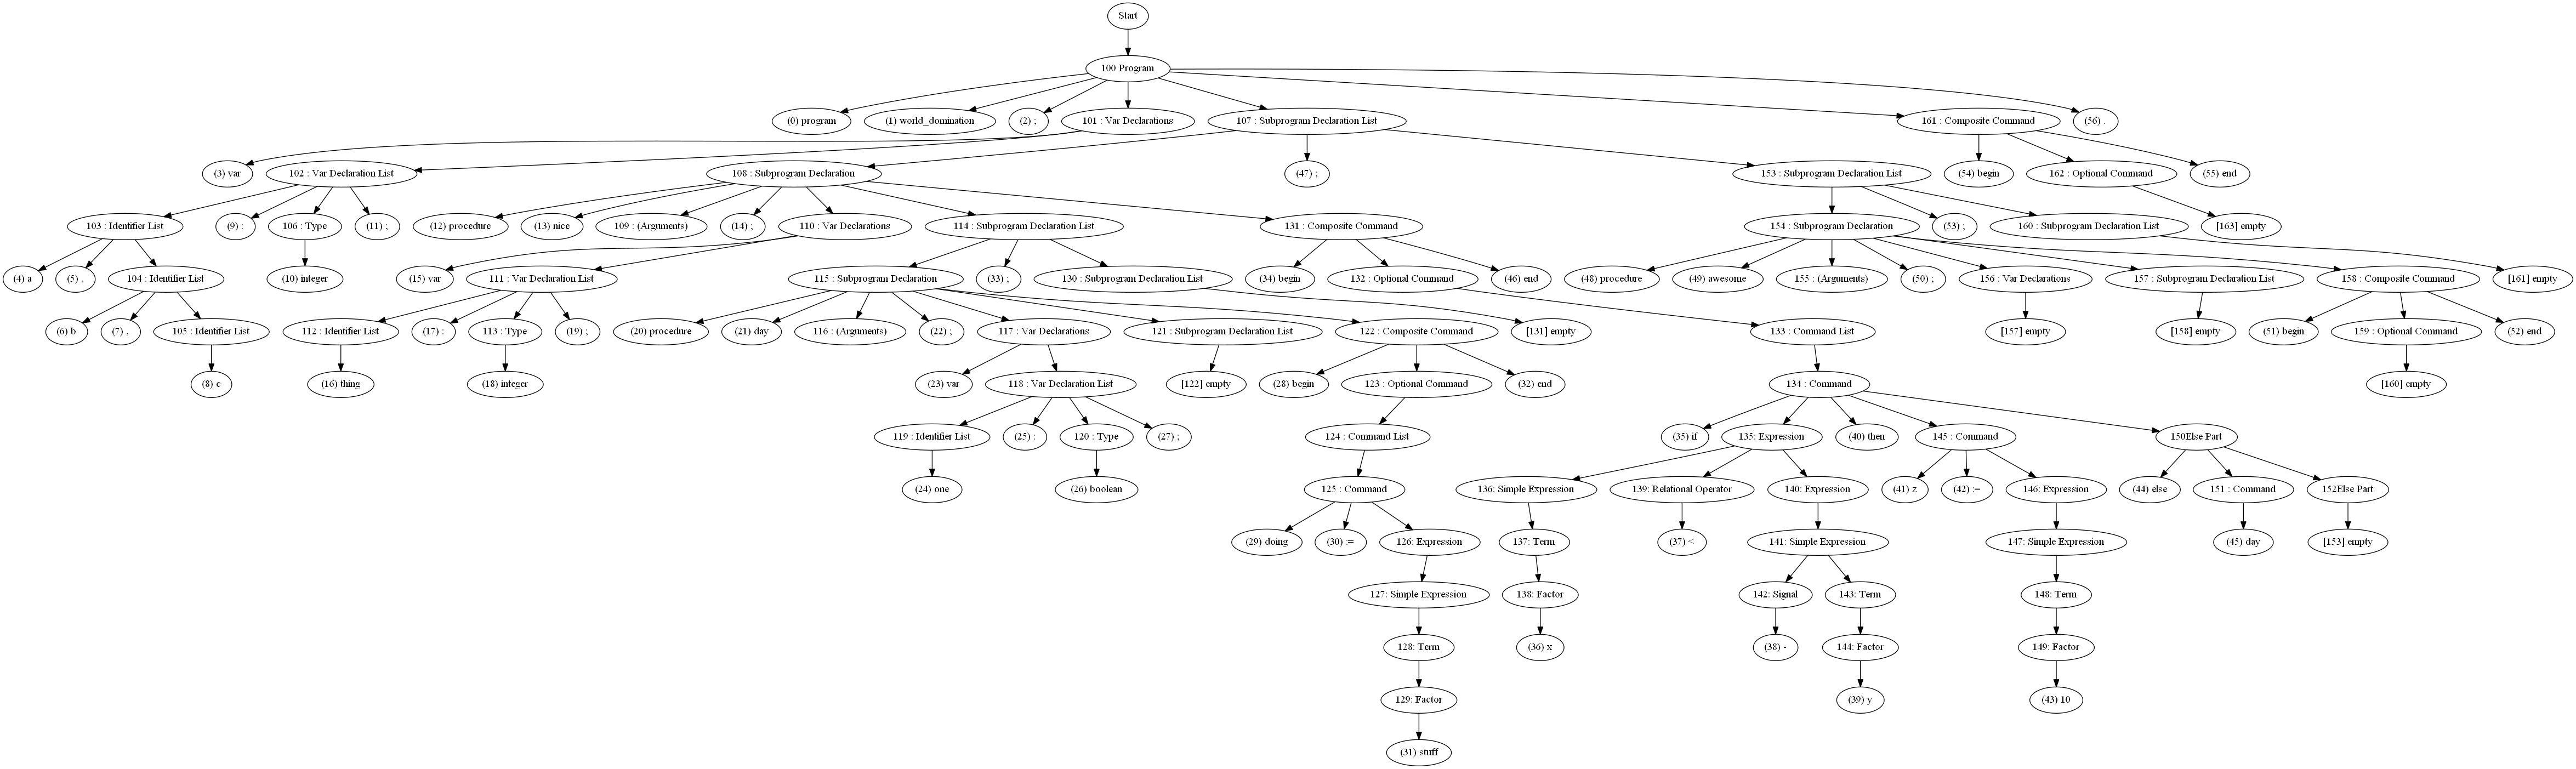 Start
100 Program
(0) program
(1) world_domination
(2) ;
101 : Var Declarations
107 : Subprogram Declaration List
161 : Composite Command
(56) .
(3) var
102 : Var Declaration List
108 : Subprogram Declaration
(47) ;
153 : Subprogram Declaration List
(54) begin
162 : Optional Command
(55) end
103 : Identifier List
(9) :
106 : Type
(11) ;
(12) procedure
(13) nice
109 : (Arguments)
(14) ;
110 : Var Declarations
114 : Subprogram Declaration List
131 : Composite Command
154 : Subprogram Declaration
(53) ;
160 : Subprogram Declaration List
[163] empty
(4) a
(5) ,
104 : Identifier List
(10) integer
(15) var
111 : Var Declaration List
115 : Subprogram Declaration
(33) ;
130 : Subprogram Declaration List
(34) begin
132 : Optional Command
(46) end
(48) procedure
(49) awesome
155 : (Arguments)
(50) ;
156 : Var Declarations
157 : Subprogram Declaration List
158 : Composite Command
[161] empty
(6) b
(7) ,
105 : Identifier List
112 : Identifier List
(17) :
113 : Type
(19) ;
(20) procedure
(21) day
116 : (Arguments)
(22) ;
117 : Var Declarations
121 : Subprogram Declaration List
122 : Composite Command
[131] empty
133 : Command List
[157] empty
[158] empty
(51) begin
159 : Optional Command
(52) end
(8) c
(16) thing
(18) integer
(23) var
118 : Var Declaration List
[122] empty
(28) begin
123 : Optional Command
(32) end
134 : Command
[160] empty
119 : Identifier List
(25) :
120 : Type
(27) ;
124 : Command List
(35) if
135: Expression
(40) then
145 : Command
150Else Part
(24) one
(26) boolean
125 : Command
136: Simple Expression
139: Relational Operator
140: Expression
(41) z
(42) :=
146: Expression
(44) else
151 : Command
152Else Part
(29) doing
(30) :=
126: Expression
137: Term
(37) <
141: Simple Expression
147: Simple Expression
(45) day
[153] empty
127: Simple Expression
138: Factor
142: Signal
143: Term
148: Term
128: Term
(36) x
(38) -
144: Factor
149: Factor
129: Factor
(39) y
(43) 10
(31) stuff